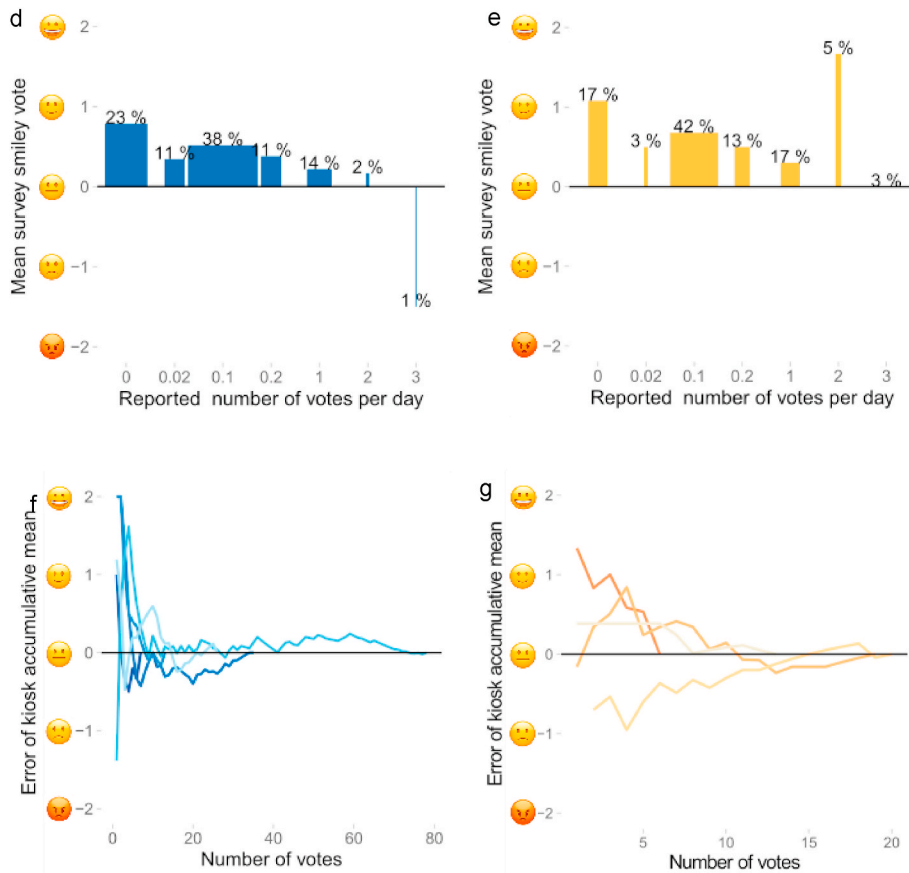 d
2
1
0
−1
−2
Mean survey smiley vote
23 %
11 %
38 %
11 %
14 %
2 %
1 %
0 0.02 0.1 0.2 1 2 3
Reported number of votes per day
e
2
1
0
−1
−2
Mean survey smiley vote
17 %
3 %
42 %
13 %
17 %
5 %
3 %
0 0.02 0.1 0.2 1 2 3
Reported number of votes per day
f
2
1
0
−1
−2
Error of kiosk accumulative mean
0 20 40 60 80
Number of votes
g
2
1
0
−1
−2
Error of kiosk accumulative mean
5 10 15 20
Number of votes